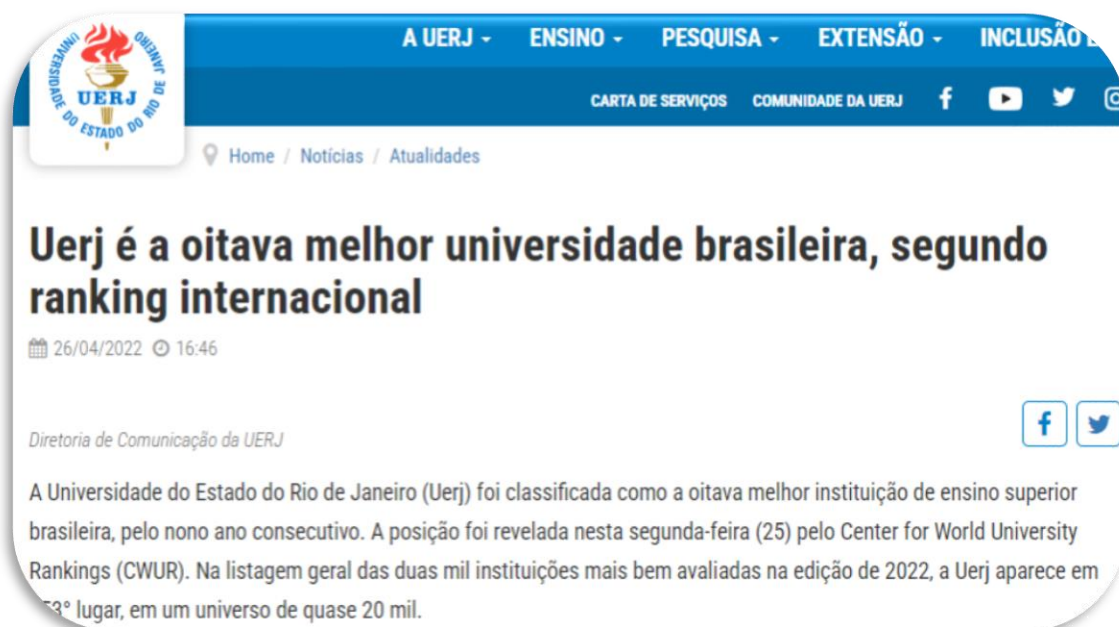 A UERJ ENSINO PESQUISA EXTENSÃO INCLUSÃO
CARTA DE SERVIÇOS COMUNIDADE DA UERJ
UNIVERSIDADE DO ESTADO DO RIO DE JANEIRO
UERJ
Home / Notícias / Atualidades
Uerj é a oitava melhor universidade brasileira, segundo
ranking internacional
26/04/2022 16:46
Diretoria de Comunicação da UERJ
A Universidade do Estado do Rio de Janeiro (Uerj) foi classificada como a oitava melhor instituição de ensino superior
brasileira, pelo nono ano consecutivo. A posição foi revelada nesta segunda-feira (25) pelo Center for World University
Rankings (CWUR). Na listagem geral das duas mil instituições mais bem avaliadas na edição de 2022, a Uerj aparece em
lugar, em um universo de quase 20 mil.